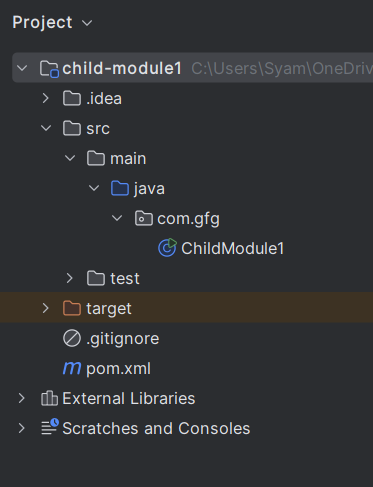 Project
child-module1 C:\Users\Syam\OneDriv
.idea
src
main
java
com.gfg
ChildModule1
test
target
.gitignore
pom.xml
External Libraries
Scratches and Consoles